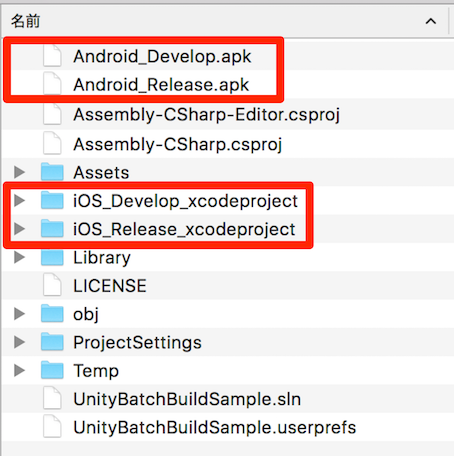 名前
Android_Develop.apk
Android_Release.apk
Assembly-CSharp-Editor.csproj
Assembly-CSharp.csproj
Assets
iOS_Develop_xcodeproject
iOS_Release_xcodeproject
Library
LICENSE
obj
ProjectSettings
Temp
UnityBatchBuildSample.sln
UnityBatchBuildSample.userprefs